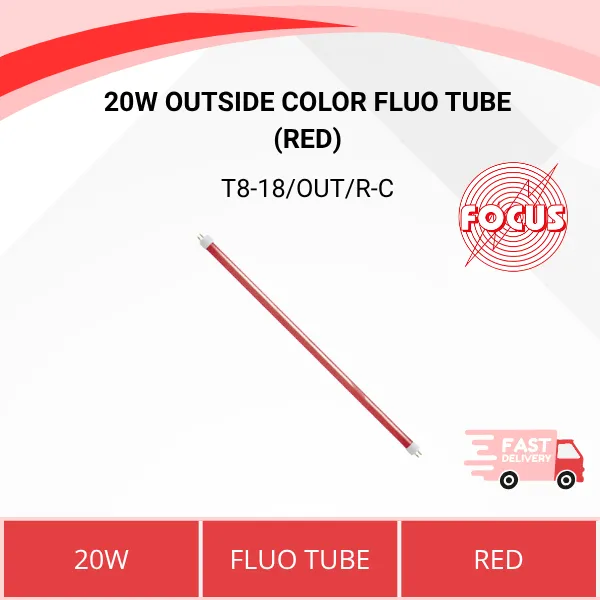 20W OUTSIDE COLOR FLUO TUBE
(RED)
T8-18/OUT/R-C
FOCUS
FAST
DELIVERY
20W
FLUO TUBE
RED